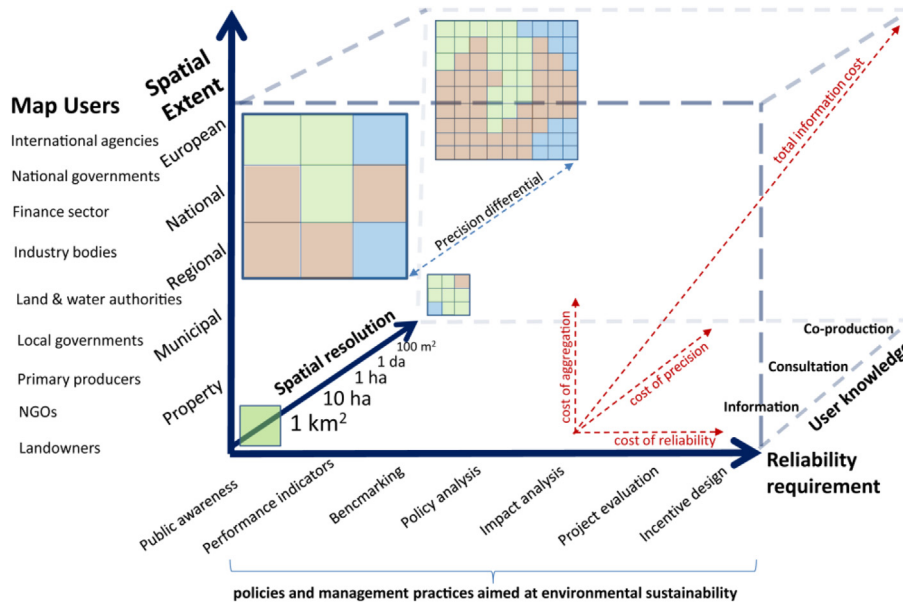 Map Users
International agencies
National governments
Finance sector
Industry bodies
Land & water authorities
Local governments
Primary producers
NGOs
Landowners
Spatial
Extent
European
National
Regional
Municipal
Property
Spatial resolution
1 km²
10 ha
1 ha
1 da
100 m²
Precision differential
total information cost
cost of aggregation
cost of precision
cost of reliability
Co-production
Consultation
Information
User knowledge
Reliability
requirement
Public awareness
Performance indicators
Bencmarking
Policy analysis
Impact analysis
Project evaluation
Incentive design
policies and management practices aimed at environmental sustainability